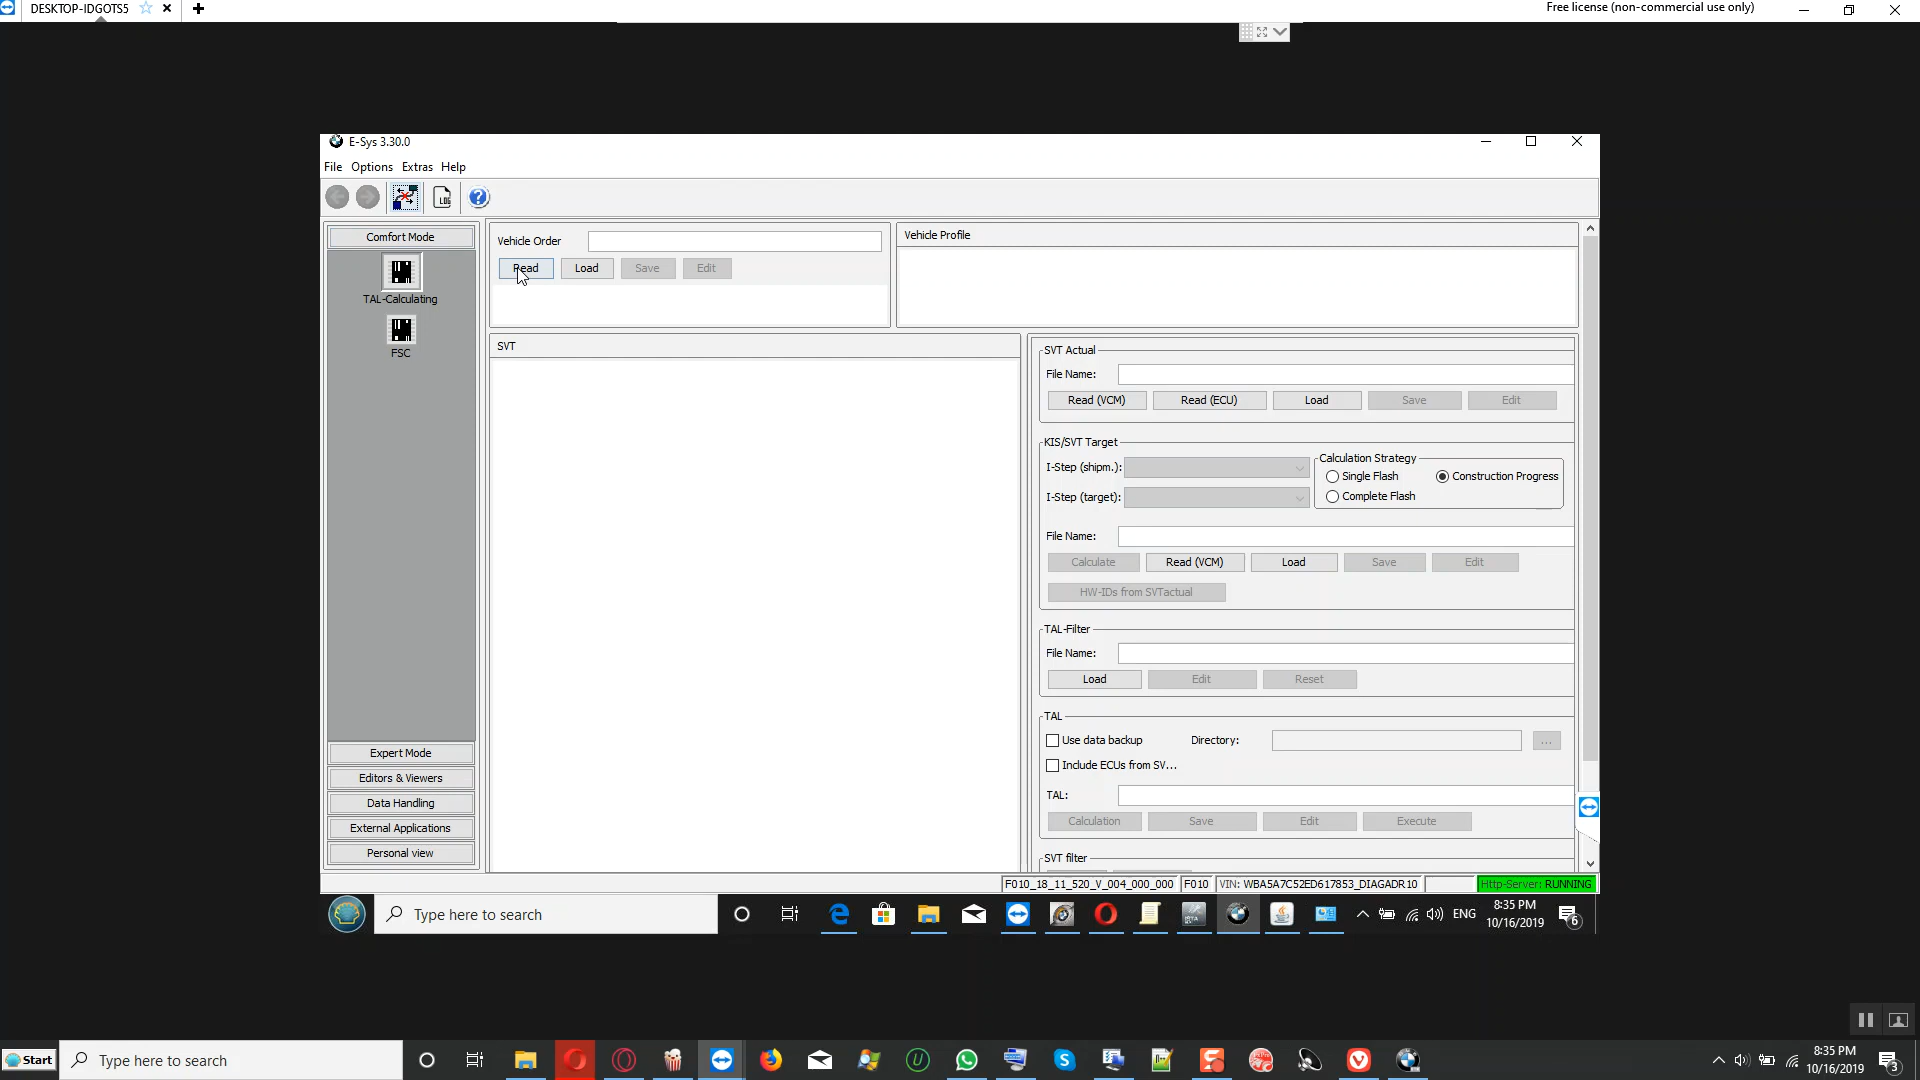 DESKTOP-IDGOTS5
Free license (non-commercial use only)
E-Sys 3.30.0
File Options Extras Help
LOG
Comfort Mode
TAL-Calculating
FSC
Expert Mode
Editors & Viewers
Data Handling
External Applications
Personal view
Vehicle Order
Read Load Save Edit
Vehicle Profile
SVT
SVT Actual
File Name:
Read (VCM) Read (ECU) Load Save Edit
KIS/SVT Target
I-Step (shipm.):
I-Step (target):
Calculation Strategy
Single Flash Construction Progress
Complete Flash
File Name:
Calculate Read (VCM) Load Save Edit
HW-IDs from SVTactual
TAL-Filter
File Name:
Load Edit Reset
TAL
Use data backup Directory: ...
Include ECUs from SV...
TAL:
Calculation Save Edit Execute
SVT filter
F010_18_11_520_V_004_000_000 F010 VIN: WBA5A7C52ED617853_DIAGADR10 Http-Server: RUNNING
Type here to search
ENG
8:35 PM
10/16/2019
6
Start
Type here to search
8:35 PM
10/16/2019
3